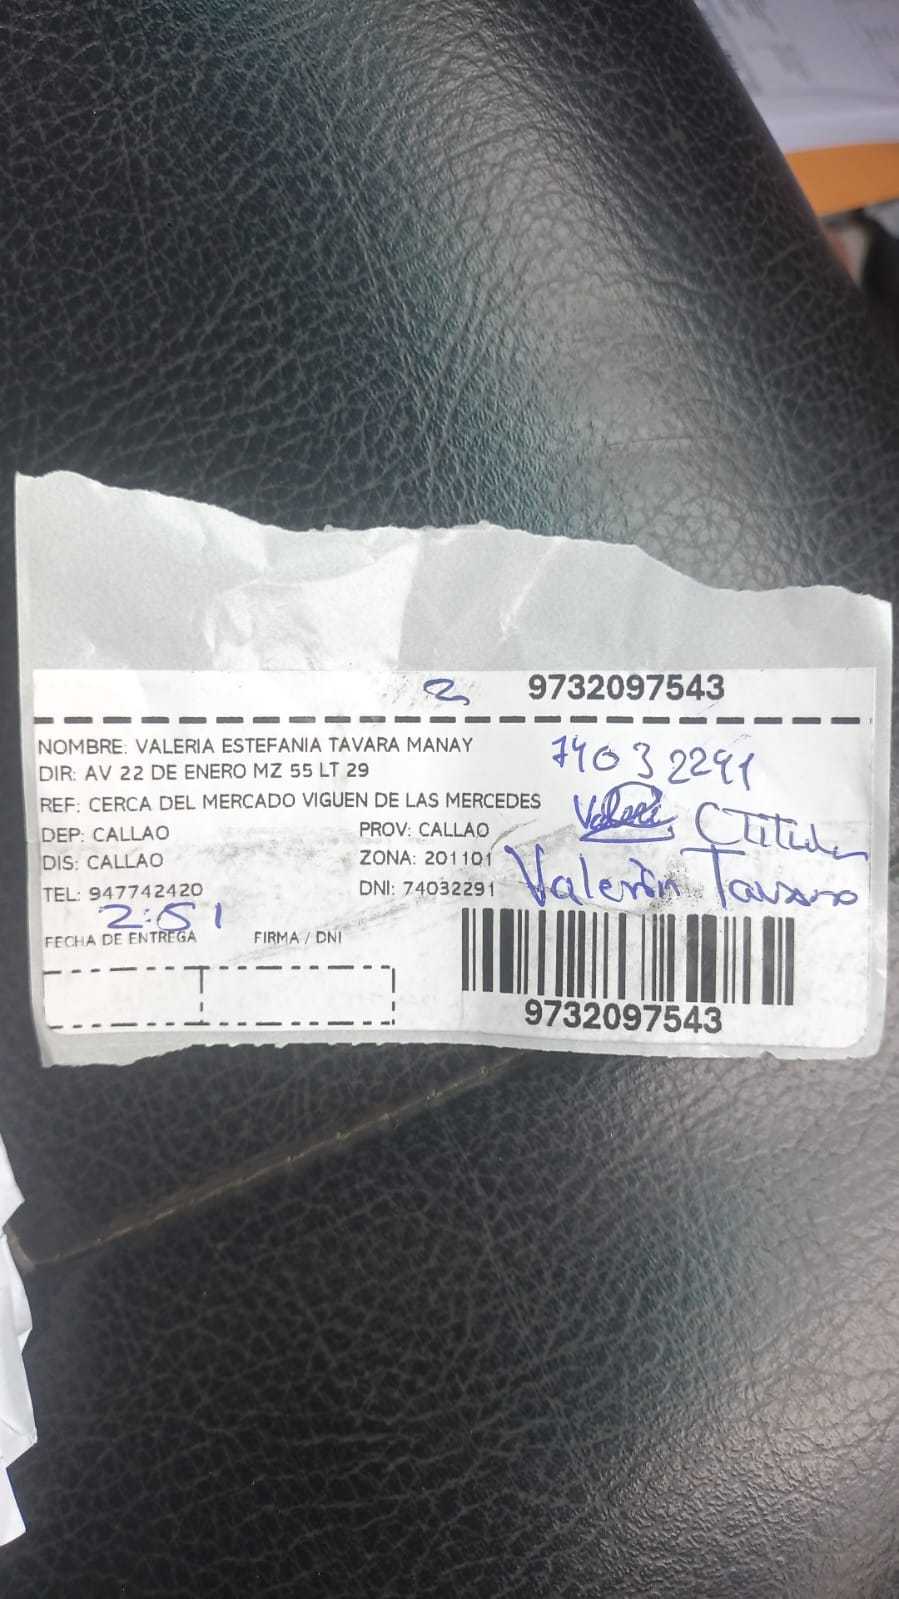 2 9732097543
NOMBRE: VALERIA ESTEFANIA TAVARA MANAY
74032291
DIR: AV 22 DE ENERO MZ 55 LT 29
REF: CERCA DEL MERCADO VIGUEN DE LAS MERCEDES
DEP: CALLAO PROV: CALLAO
DIS: CALLAO ZONA: 201101
TEL: 947742420 DNI: 74032291
Valeria Tavara
2:51
FECHA DE ENTREGA FIRMA / DNI
9732097543